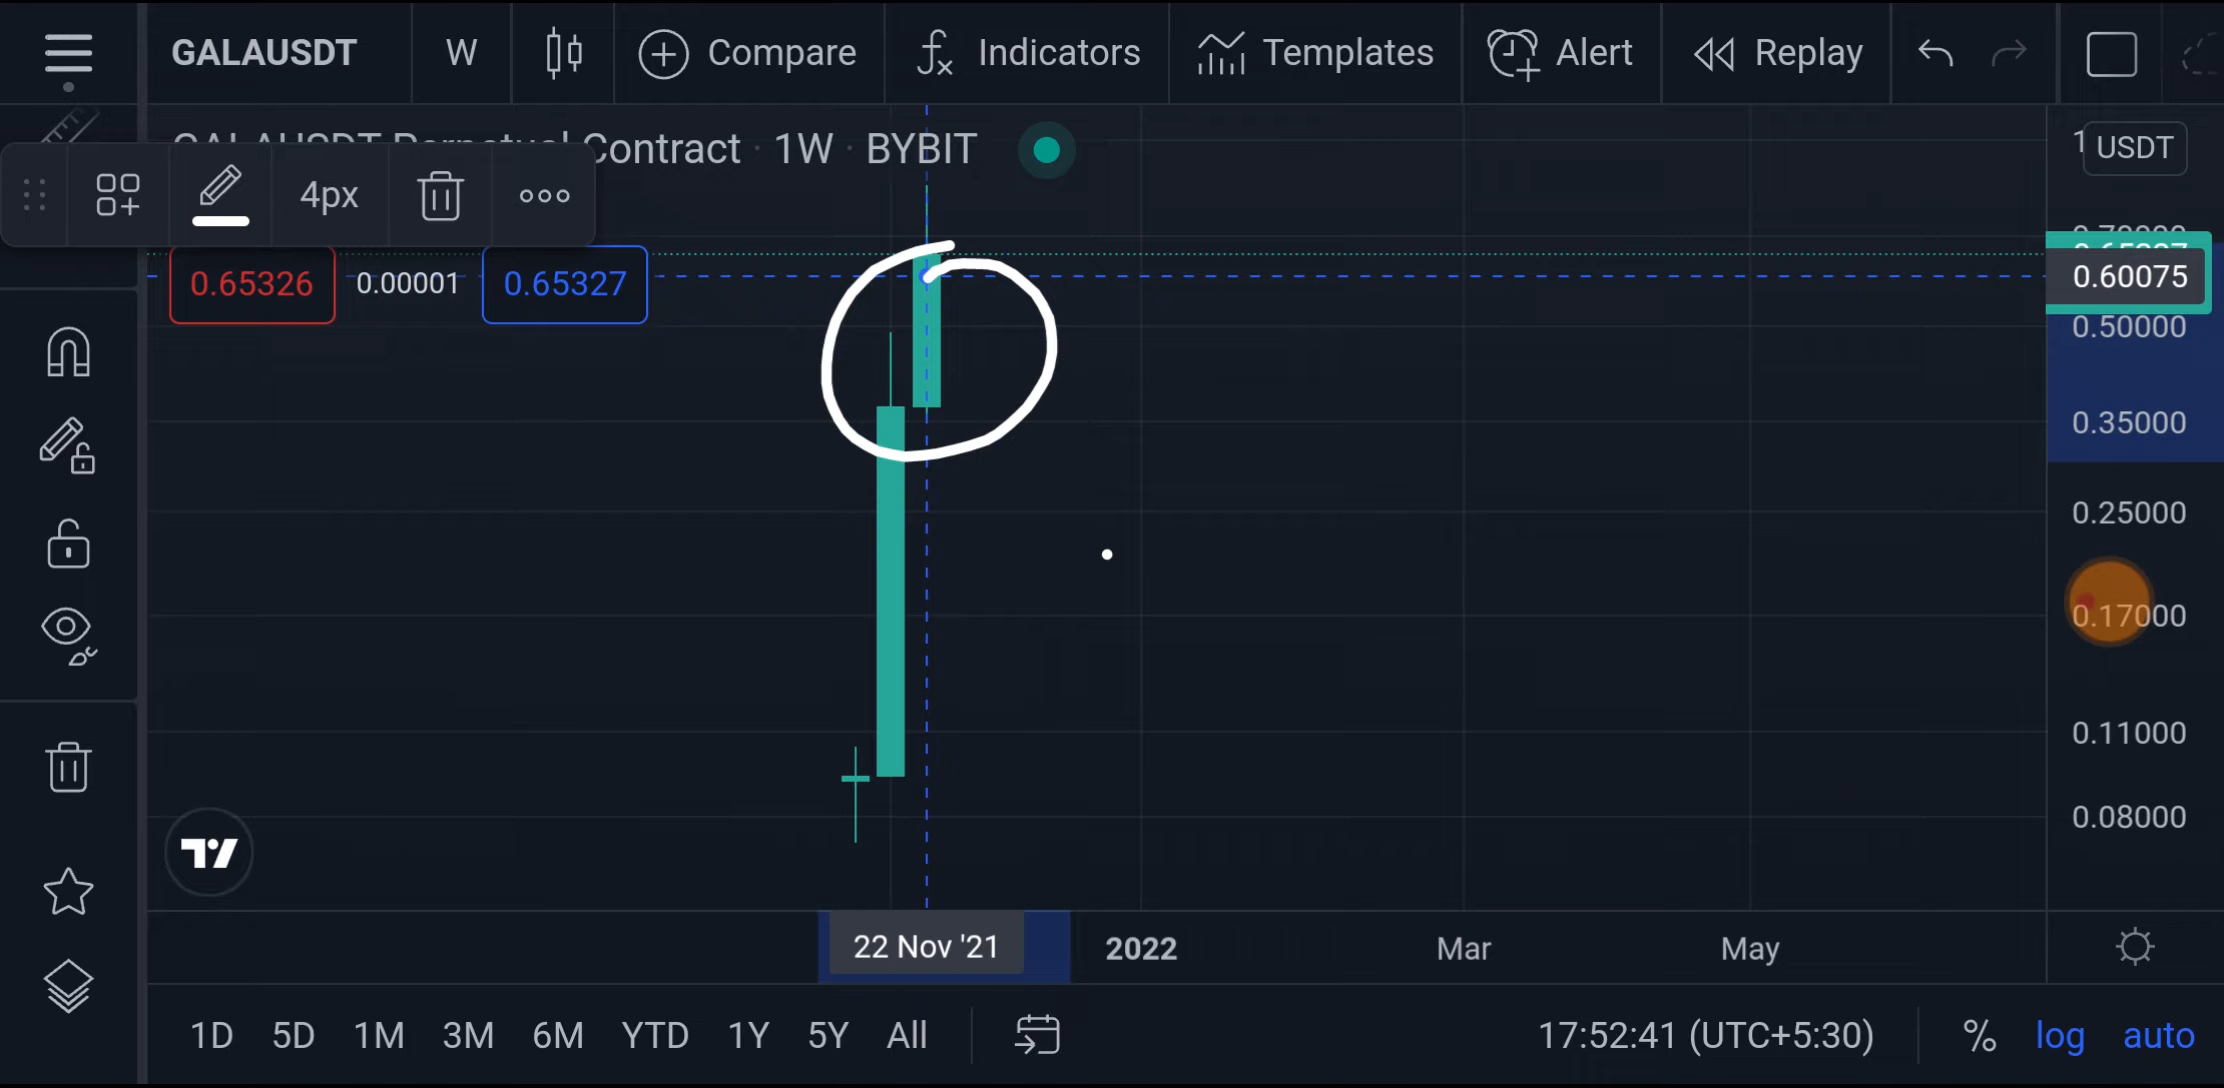 GALAUSDT W Compare Indicators Templates Alert Replay
Contract · 1W · BYBIT
USDT
4px
0.65326 0.00001 0.65327
0.60075
0.50000
0.35000
0.25000
0.17000
0.11000
0.08000
22 Nov '21 2022 Mar May
1D 5D 1M 3M 6M YTD 1Y 5Y All 17:52:41 (UTC+5:30) % log auto